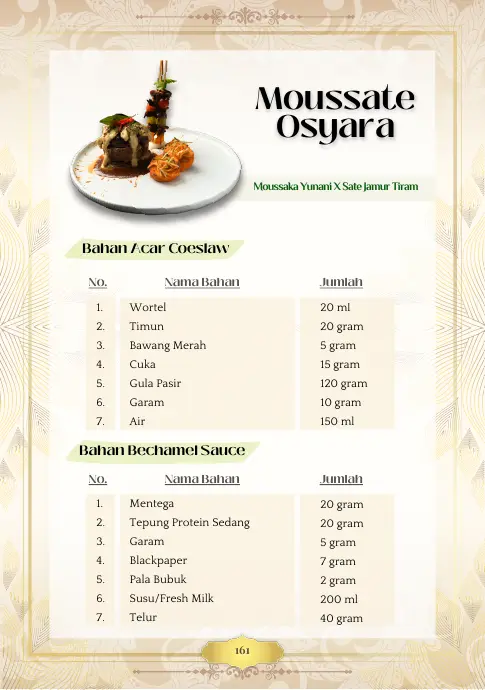 Moussate
Osyara
Moussaka Yunani X Sate Jamur Tiram
Bahan Acar Coeslaw
No. Nama Bahan Jumlah
1. Wortel 20 ml
2. Timun 20 gram
3. Bawang Merah 5 gram
4. Cuka 15 gram
5. Gula Pasir 120 gram
6. Garam 10 gram
7. Air 150 ml
Bahan Bechamel Sauce
No. Nama Bahan Jumlah
1. Mentega 20 gram
2. Tepung Protein Sedang 20 gram
3. Garam 5 gram
4. Blackpaper 7 gram
5. Pala Bubuk 2 gram
6. Susu/Fresh Milk 200 ml
7. Telur 40 gram
161